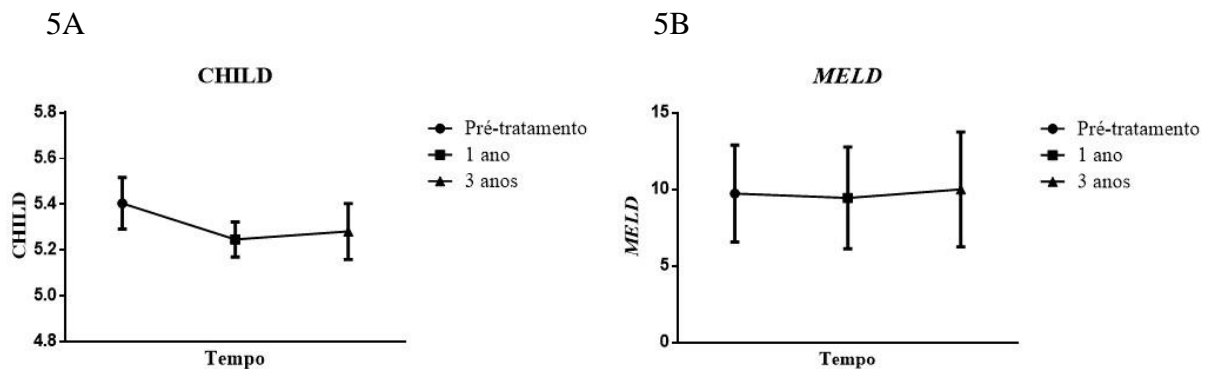 5A
CHILD
5.8
5.6
5.4
5.2
5.0
4.8
CHILD
Tempo
Pré-tratamento
1 ano
3 anos
5B
MELD
15
10
5
0
MELD
Tempo
Pré-tratamento
1 ano
3 anos